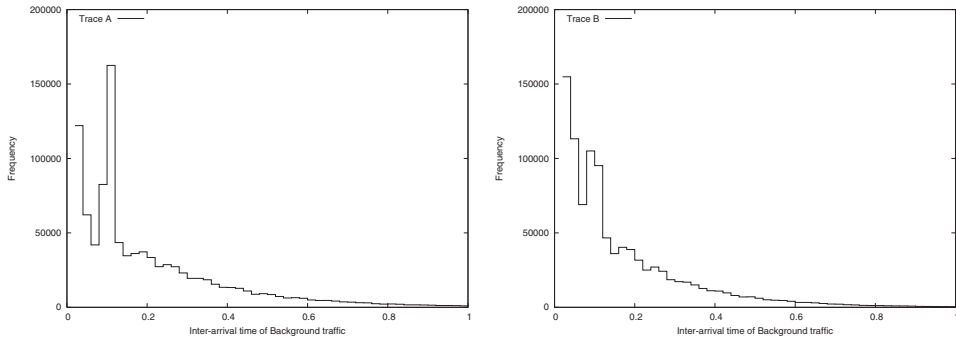 200000
Trace A
150000
100000
50000
0
Frequency
0 0.2 0.4 0.6 0.8 1
Inter-arrival time of Background traffic
200000
Trace B
150000
100000
50000
0
Frequency
0 0.2 0.4 0.6 0.8 1
Inter-arrival time of Background traffic